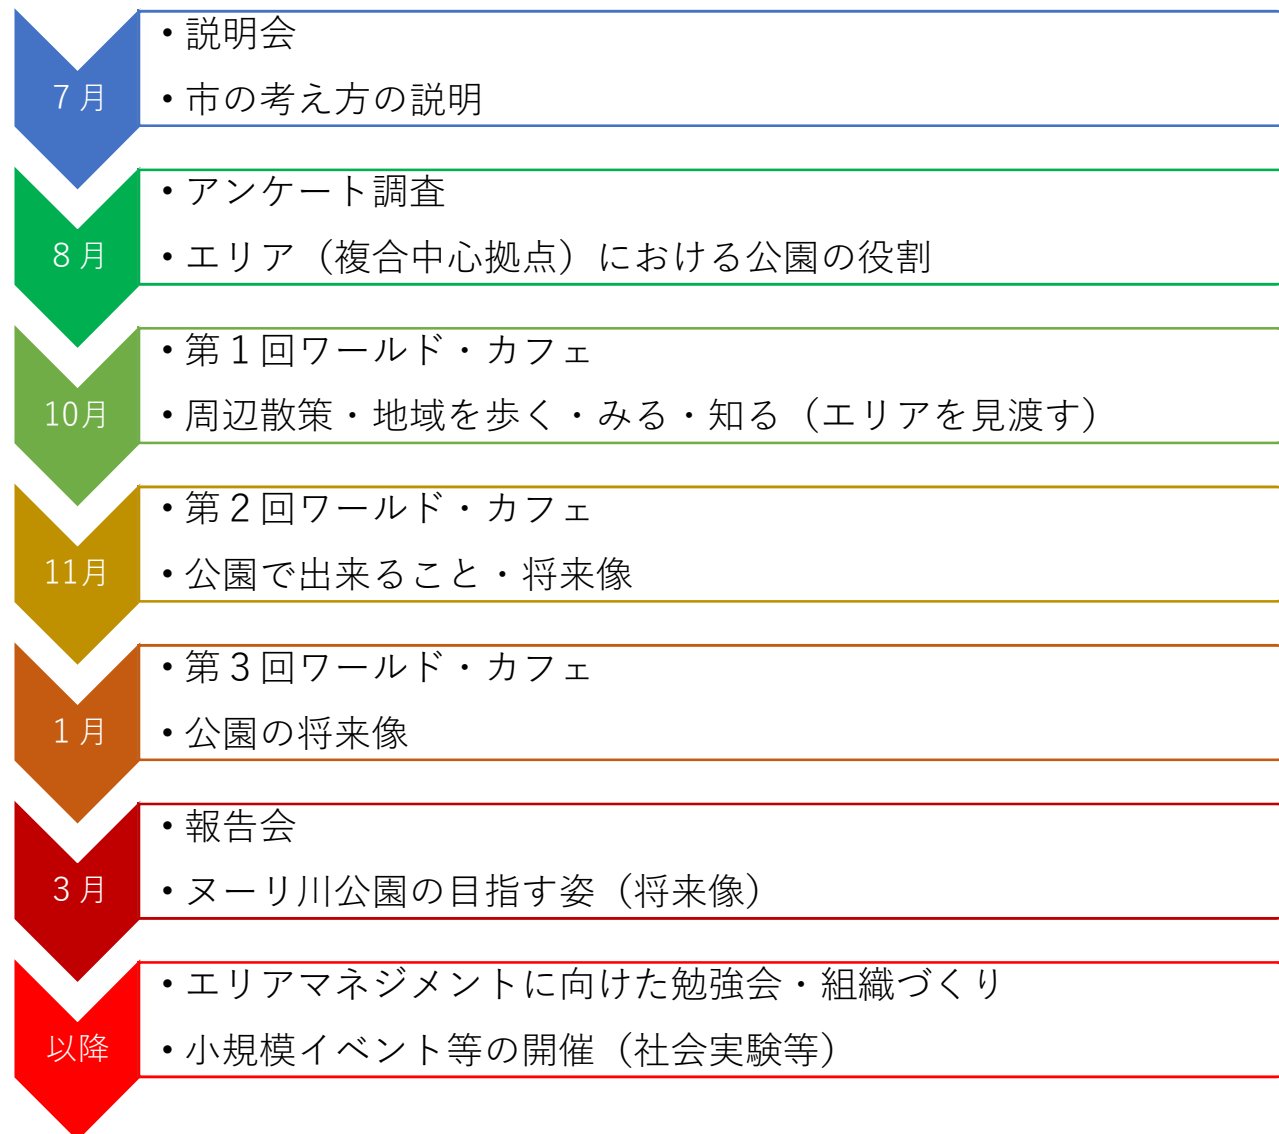 7月
・説明会
・市の考え方の説明
8月
・アンケート調査
・エリア（複合中心拠点）における公園の役割
10月
・第１回ワールド・カフェ
・周辺散策・地域を歩く・みる・知る（エリアを見渡す）
11月
・第２回ワールド・カフェ
・公園で出来ること・将来像
1月
・第３回ワールド・カフェ
・公園の将来像
3月
・報告会
・ヌーリ川公園の目指す姿（将来像）
以降
・エリアマネジメントに向けた勉強会・組織づくり
・小規模イベント等の開催（社会実験等）